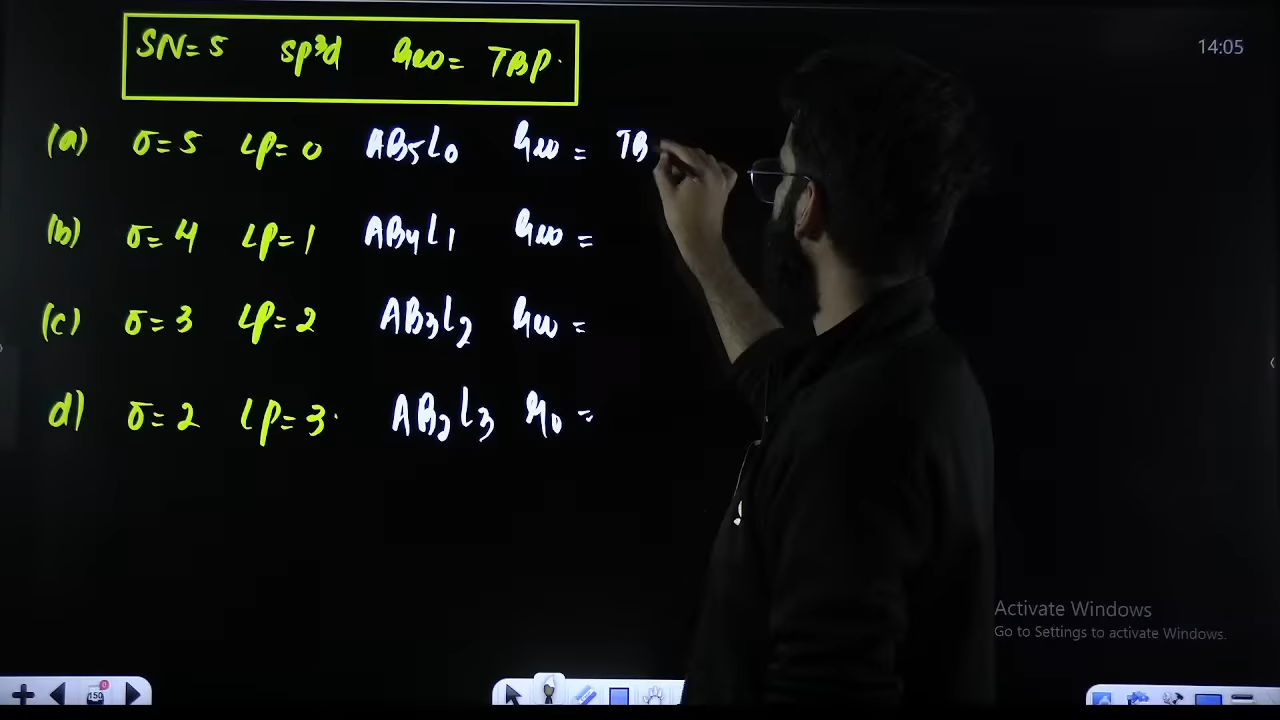 14:05
SN=5 sp³d Geo= TBP.
(a) σ=5 LP=0 AB₅L₀ Geo = TB
(b) σ=4 LP=1 AB₄L₁ Geo =
(c) σ=3 LP=2 AB₃L₂ Geo =
d) σ=2 LP=3. AB₂L₃ Geo =
Activate Windows
Go to Settings to activate Windows.
150